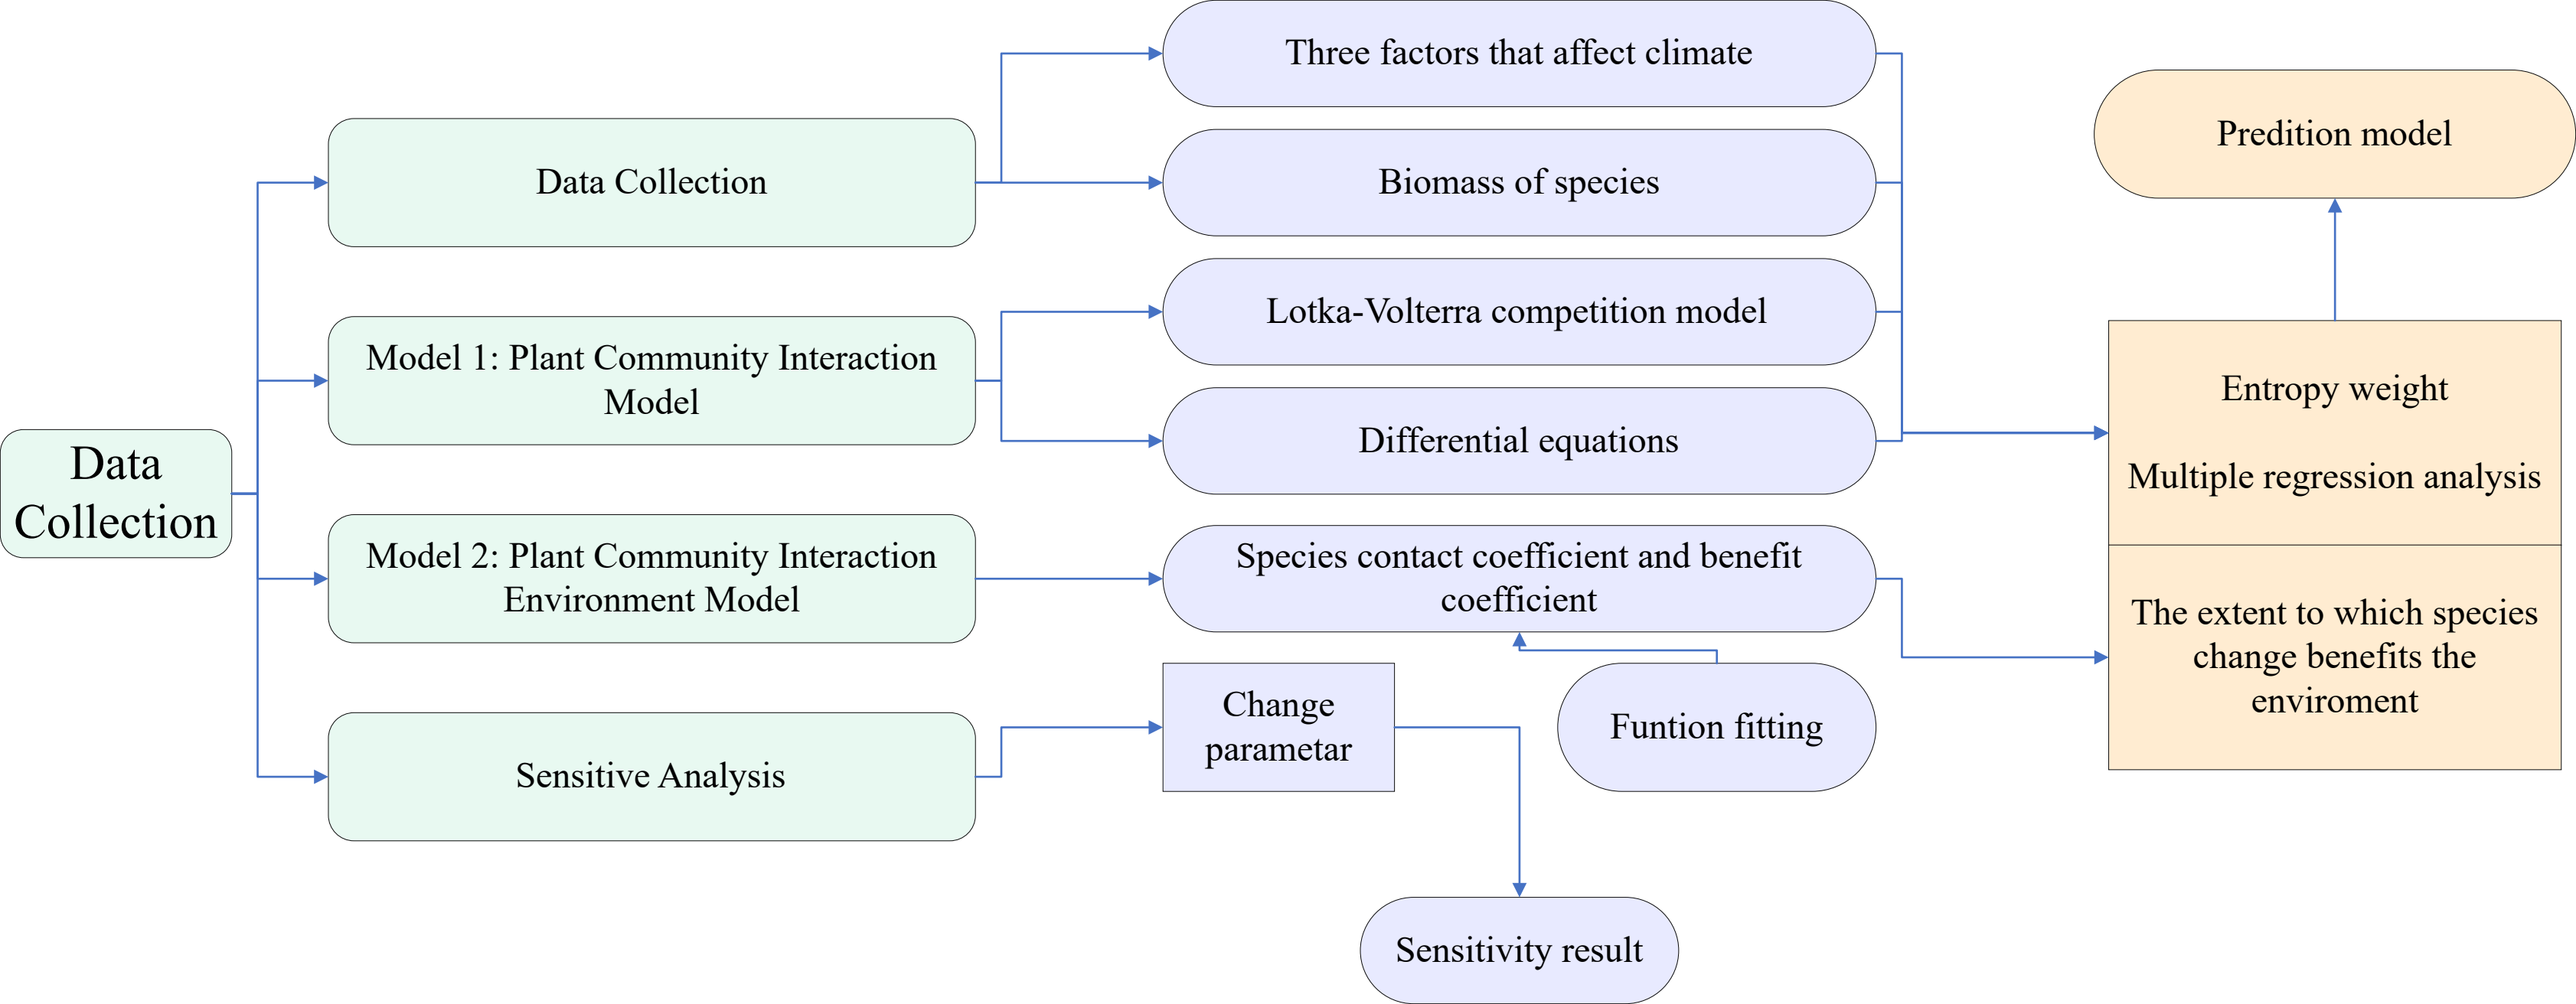 Data
Collection
Data Collection
Model 1: Plant Community Interaction
Model
Model 2: Plant Community Interaction
Environment Model
Sensitive Analysis
Three factors that affect climate
Biomass of species
Lotka-Volterra competition model
Differential equations
Species contact coefficient and benefit
coefficient
Change
parametar
Funtion fitting
Sensitivity result
Predition model
Entropy weight
Multiple regression analysis
The extent to which species
change benefits the
enviroment